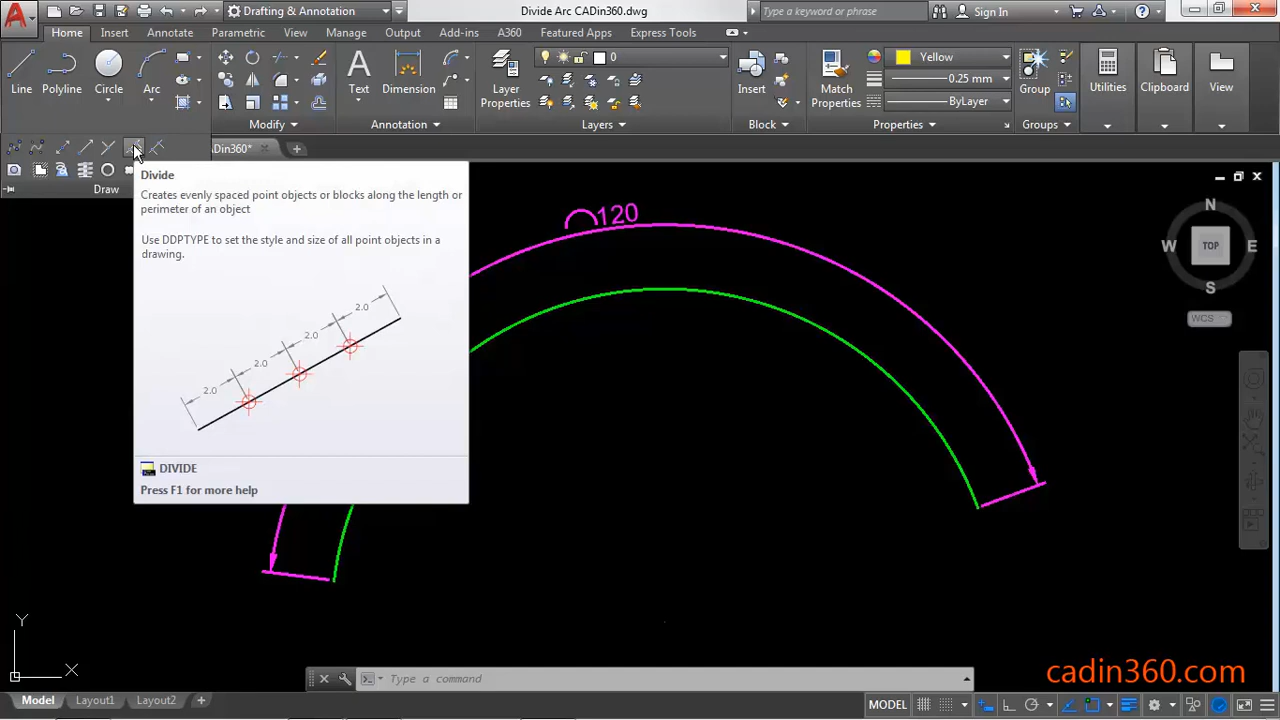 Drafting & Annotation
Divide Arc CADin360.dwg
Type a keyword or phrase
Sign In
Home Insert Annotate Parametric View Manage Output Add-ins A360 Featured Apps Express Tools
Line Polyline Circle Arc
Text Dimension
Layer Properties
0
Insert
Match Properties
Yellow
0.25 mm
ByLayer
Group
Utilities
Clipboard
View
Modify Annotation Layers Block Properties Groups
Din360*
Draw
Divide
Creates evenly spaced point objects or blocks along the length or
perimeter of an object
Use DDPTYPE to set the style and size of all point objects in a
drawing.
2.0
2.0
2.0
2.0
DIVIDE
Press F1 for more help
120
N
W TOP E
S
WCS
Y
X
Type a command
cadin360.com
Model Layout1 Layout2
MODEL